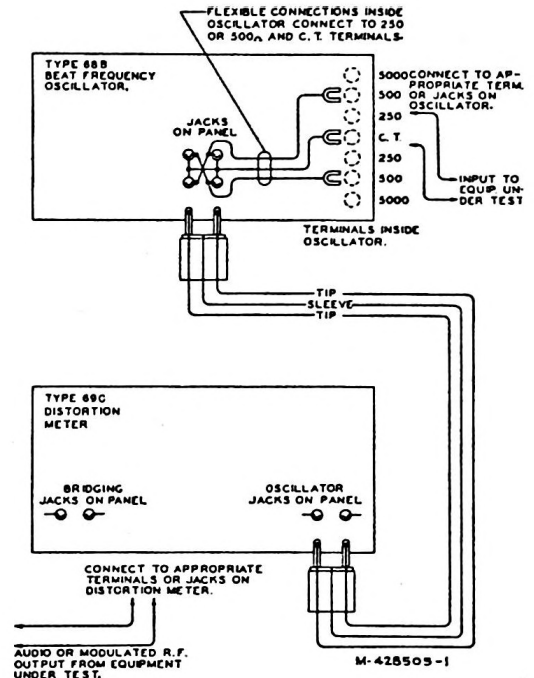 FLEXIBLE CONNECTIONS INSIDE
OSCILLATOR CONNECT TO 250
OR 500Ω AND C.T. TERMINALS.
TYPE 68B
BEAT FREQUENCY
OSCILLATOR.
JACKS
ON PANEL
5000
500
250
C.T.
250
500
5000
CONNECT TO AP-
PROPRIATE TERM.
OR JACKS ON
OSCILLATOR.
INPUT TO
EQUIP. UN-
DER TEST
TERMINALS INSIDE
OSCILLATOR.
TIP
SLEEVE
TIP
TYPE 69C
DISTORTION
METER
BRIDGING
JACKS ON PANEL
OSCILLATOR
JACKS ON PANEL
CONNECT TO APPROPRIATE
TERMINALS OR JACKS ON
DISTORTION METER.
AUDIO OR MODULATED R.F.
OUTPUT FROM EQUIPMENT
UNDER TEST.
M-428505-1